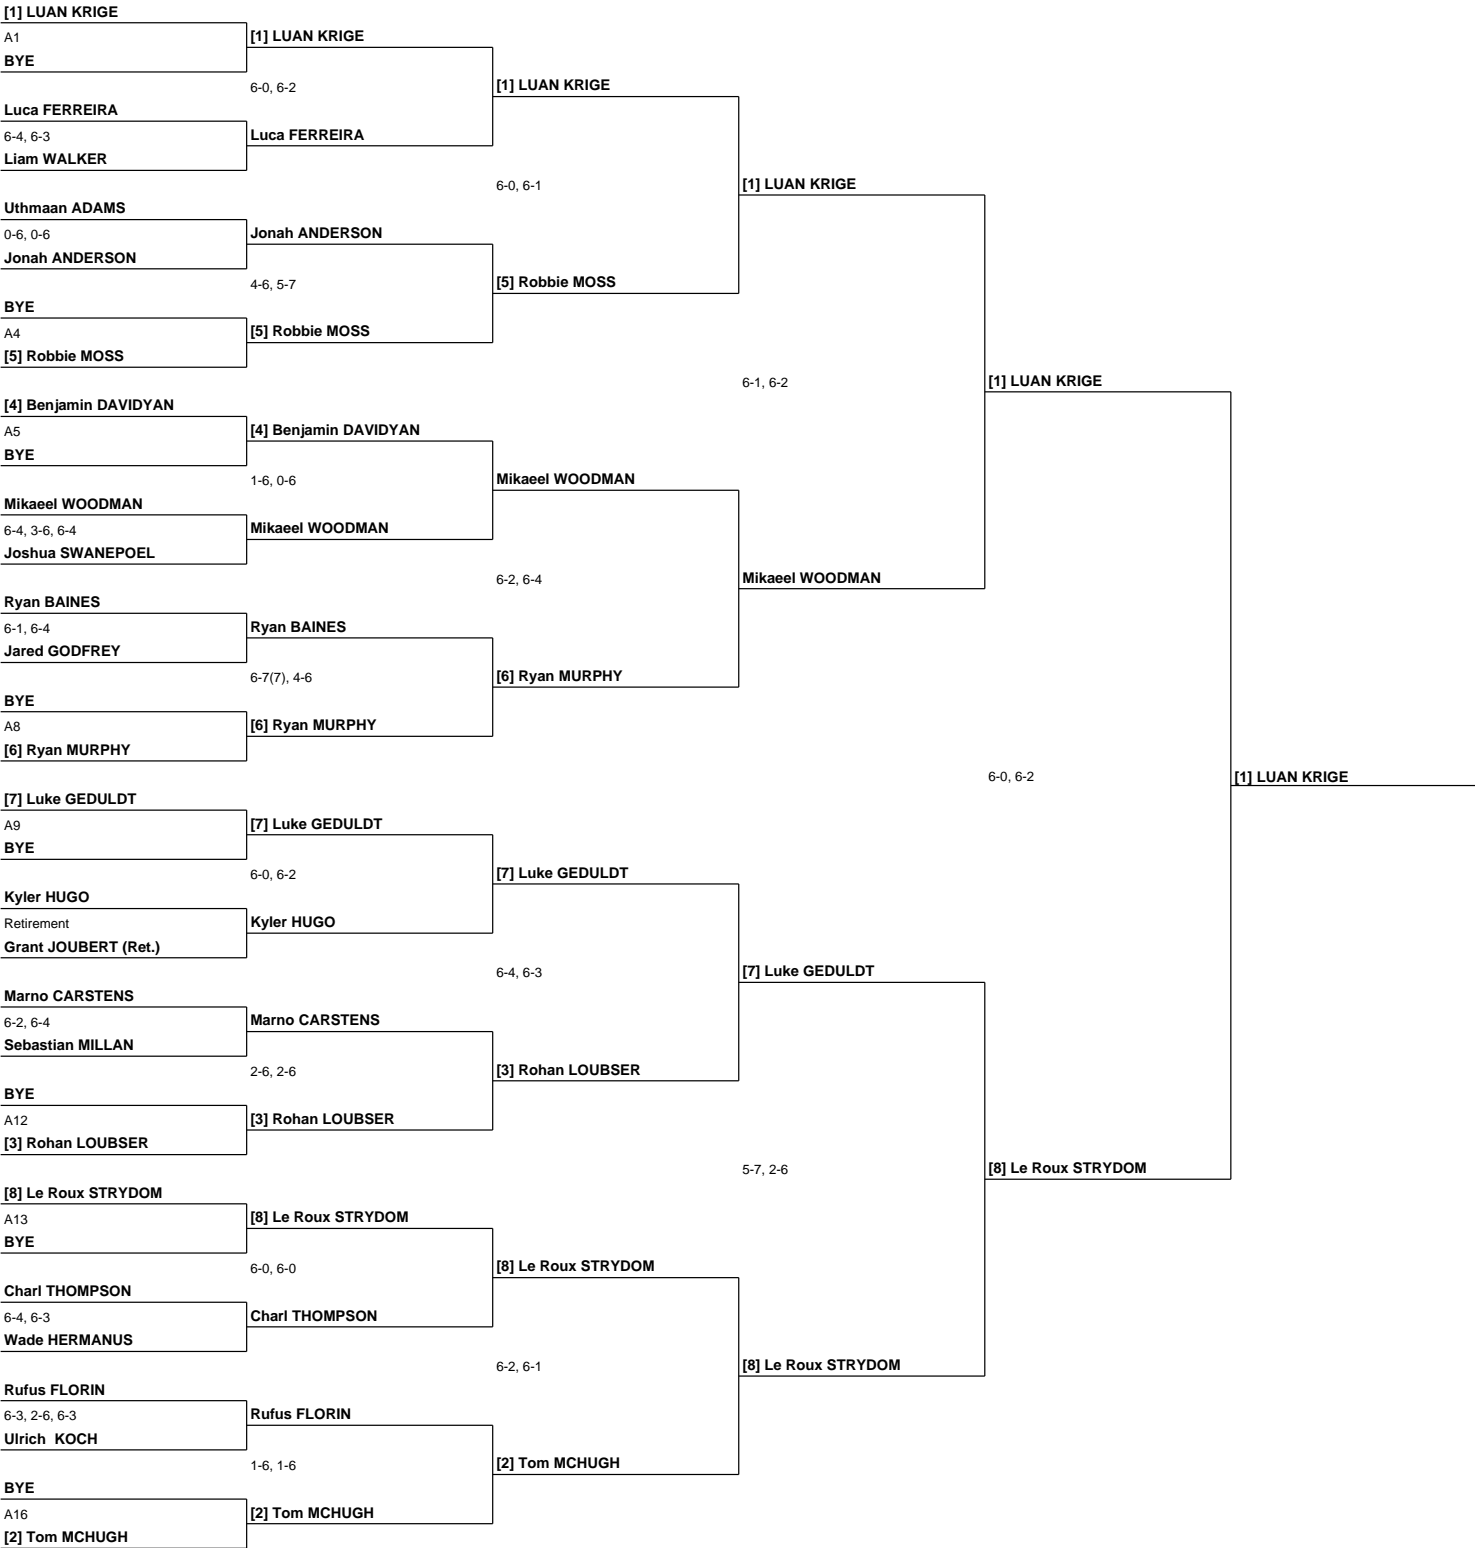 [1] LUAN KRIGE
A1
BYE
Luca FERREIRA
6-4, 6-3
Liam WALKER
Uthmaan ADAMS
0-6, 0-6
Jonah ANDERSON
BYE
A4
[5] Robbie MOSS
[4] Benjamin DAVIDYAN
A5
BYE
Mikaeel WOODMAN
6-4, 3-6, 6-4
Joshua SWANEPOEL
Ryan BAINES
6-1, 6-4
Jared GODFREY
BYE
A8
[6] Ryan MURPHY
[7] Luke GEDULDT
A9
BYE
Kyler HUGO
Retirement
Grant JOUBERT (Ret.)
Marno CARSTENS
6-2, 6-4
Sebastian MILLAN
BYE
A12
[3] Rohan LOUBSER
[8] Le Roux STRYDOM
A13
BYE
Charl THOMPSON
6-4, 6-3
Wade HERMANUS
Rufus FLORIN
6-3, 2-6, 6-3
Ulrich  KOCH
BYE
A16
[2] Tom MCHUGH
[1] LUAN KRIGE
6-0, 6-2
Luca FERREIRA
Jonah ANDERSON
4-6, 5-7
[5] Robbie MOSS
[4] Benjamin DAVIDYAN
1-6, 0-6
Mikaeel WOODMAN
Ryan BAINES
6-7(7), 4-6
[6] Ryan MURPHY
[7] Luke GEDULDT
6-0, 6-2
Kyler HUGO
Marno CARSTENS
2-6, 2-6
[3] Rohan LOUBSER
[8] Le Roux STRYDOM
6-0, 6-0
Charl THOMPSON
Rufus FLORIN
1-6, 1-6
[2] Tom MCHUGH
[1] LUAN KRIGE
6-0, 6-1
[5] Robbie MOSS
Mikaeel WOODMAN
6-2, 6-4
[6] Ryan MURPHY
[7] Luke GEDULDT
6-4, 6-3
[3] Rohan LOUBSER
[8] Le Roux STRYDOM
6-2, 6-1
[2] Tom MCHUGH
[1] LUAN KRIGE
6-1, 6-2
Mikaeel WOODMAN
[7] Luke GEDULDT
5-7, 2-6
[8] Le Roux STRYDOM
[1] LUAN KRIGE
6-0, 6-2
[8] Le Roux STRYDOM
[1] LUAN KRIGE